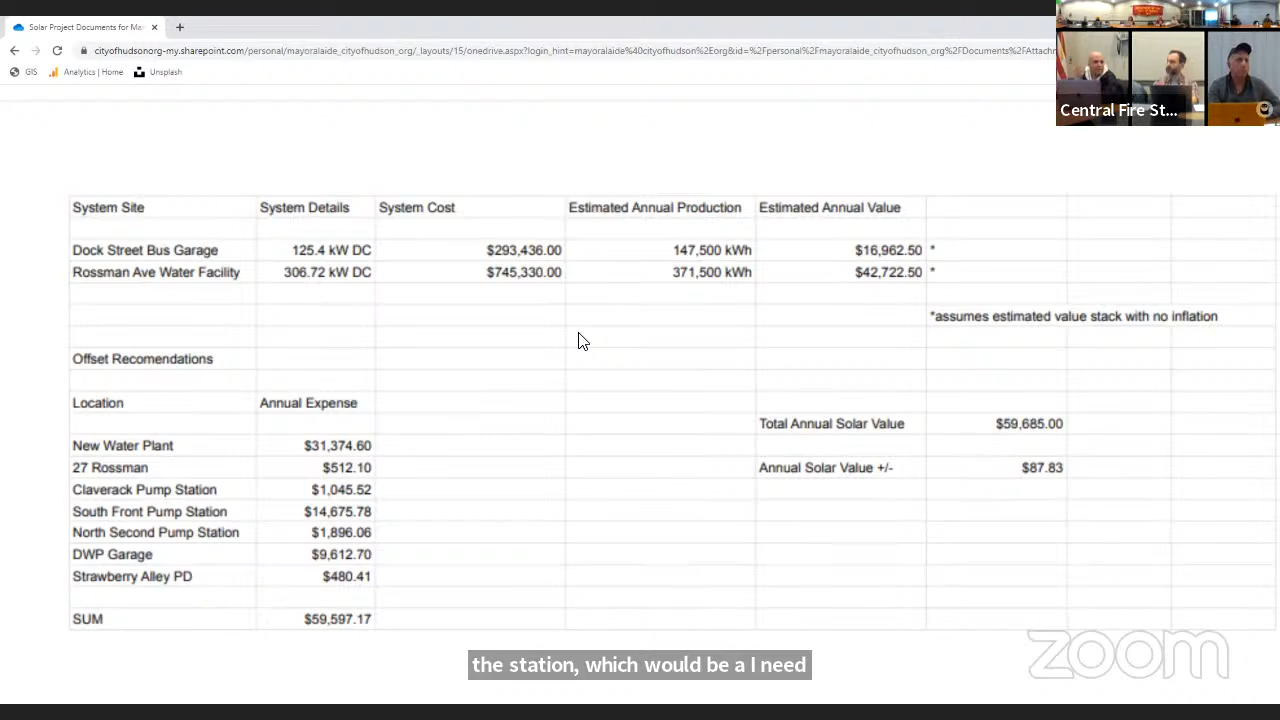 Solar Project Documents for Ma
cityofhudsonorg-my.sharepoint.com/personal/mayoralaide_cityofhudson_org/_layouts/15/onedrive.aspx?login_hint=mayoralaide%40cityofhudson%2Eorg&id=%2Fpersonal%2Fmayoralaide_cityofhudson_org%2FDocuments%2FAttachm
GIS Analytics | Home Unsplash
Central Fire St...
System Site System Details System Cost Estimated Annual Production Estimated Annual Value
Dock Street Bus Garage 125.4 kW DC $293,436.00 147,500 kWh $16,962.50 *
Rossman Ave Water Facility 306.72 kW DC $745,330.00 371,500 kWh $42,722.50 *
*assumes estimated value stack with no inflation
Offset Recomendations
Location Annual Expense
Total Annual Solar Value $59,685.00
New Water Plant $31,374.60
27 Rossman $512.10 Annual Solar Value +/- $87.83
Claverack Pump Station $1,045.52
South Front Pump Station $14,675.78
North Second Pump Station $1,896.06
DWP Garage $9,612.70
Strawberry Alley PD $480.41
SUM $59,597.17
the station, which would be a I need
zoom